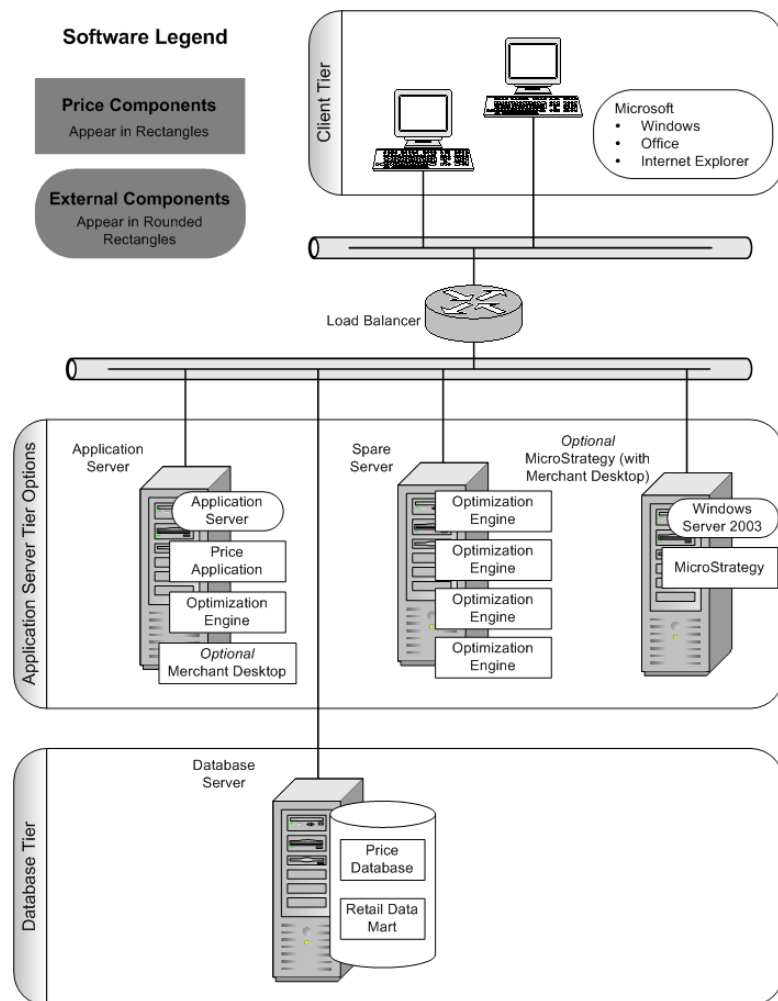 Software Legend
Price Components
Appear in Rectangles
External Components
Appear in Rounded
Rectangles
Client Tier
Microsoft
• Windows
• Office
• Internet Explorer
Load Balancer
Application Server Tier Options
Application
Server
Application
Server
Price
Application
Optimization
Engine
Optional
Merchant Desktop
Spare
Server
Optimization
Engine
Optimization
Engine
Optimization
Engine
Optimization
Engine
Optional
MicroStrategy (with
Merchant Desktop)
Windows
Server 2003
MicroStrategy
Database Tier
Database
Server
Price
Database
Retail Data
Mart